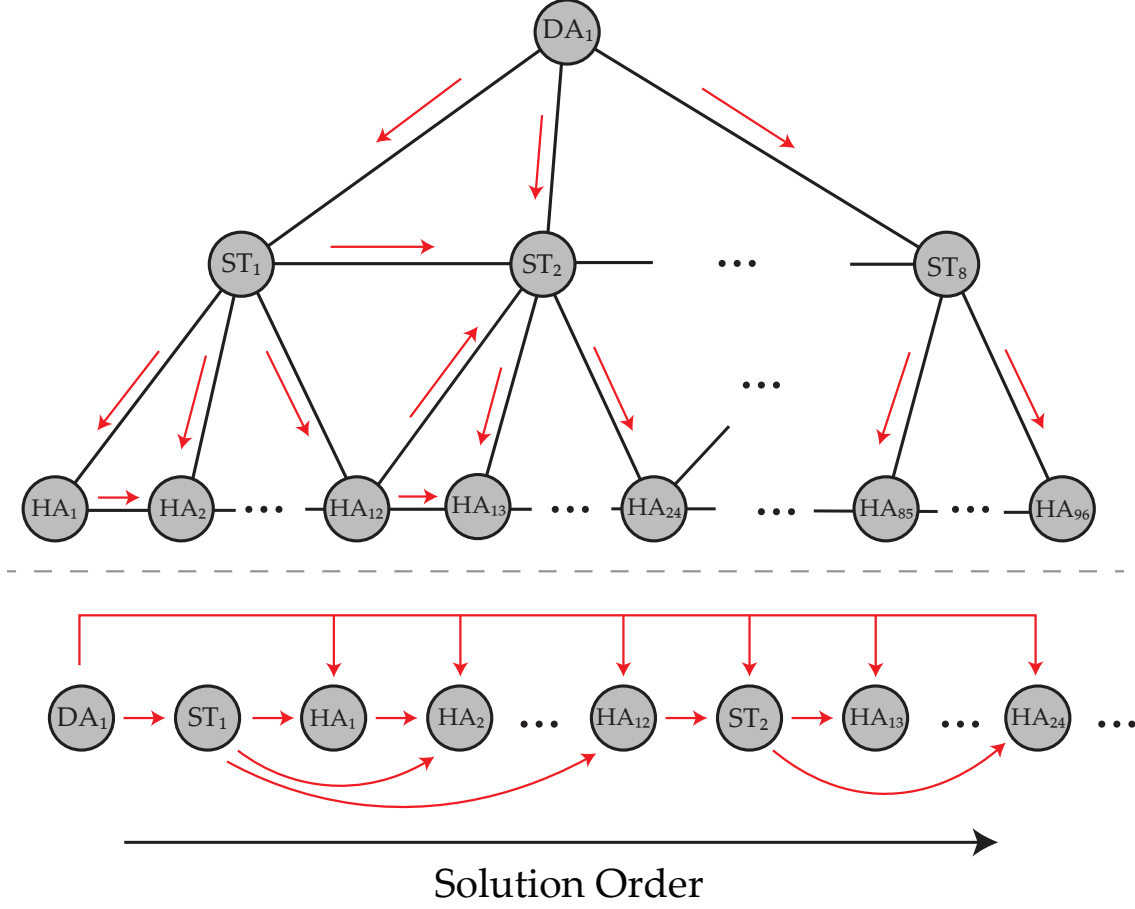 DA₁
ST₁ ST₂ ... ST₈
...
HA₁ HA₂ ... HA₁₂ HA₁₃ ... HA₂₄ ... HA₈₅ ... HA₉₆
DA₁ ST₁ HA₁ HA₂ ... HA₁₂ ST₂ HA₁₃ ... HA₂₄ ...
Solution Order